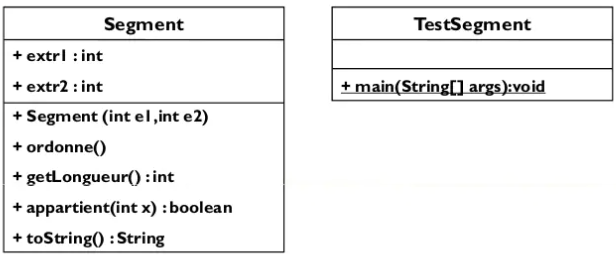 Segment
+ extr1 : int
+ extr2 : int
+ Segment (int e1,int e2)
+ ordonne()
+ getLongueur() : int
+ appartient(int x) : boolean
+ toString() : String
TestSegment
+ main(String[] args):void